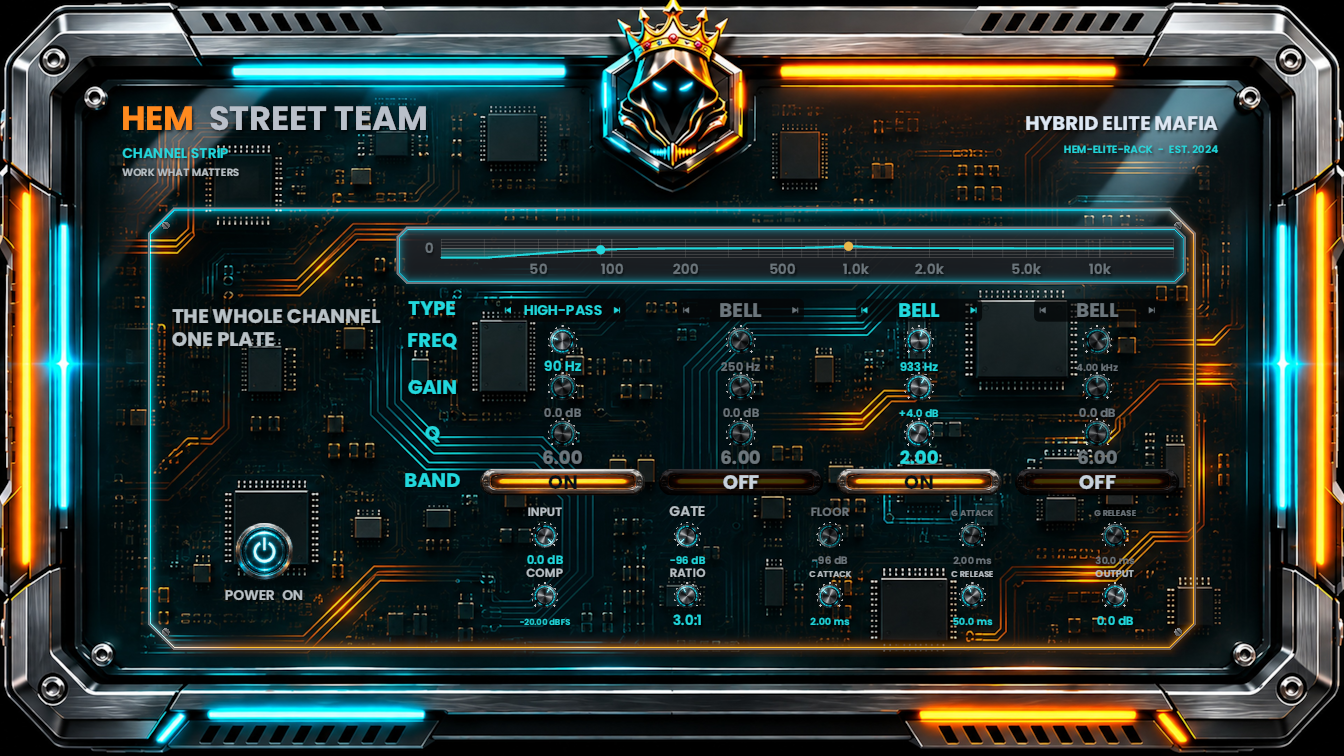 HEM STREET TEAM
HYBRID ELITE MAFIA
CHANNEL STRIP
HEM-ELITE-RACK - EST. 2024
WORK WHAT MATTERS
0
50 100 200 500 1.0k 2.0k 5.0k 10k
THE WHOLE CHANNEL
ONE PLATE
TYPE HIGH-PASS BELL BELL BELL
FREQ
90 Hz 250 Hz 933 Hz 4.00 kHz
GAIN
0.0 dB 0.0 dB +4.0 dB 0.0 dB
Q
6.00 6.00 2.00 6.00
BAND ON OFF ON OFF
INPUT GATE FLOOR G ATTACK G RELEASE
0.0 dB -96 dB -96 dB 2.00 ms 30.0 ms
COMP RATIO C ATTACK C RELEASE OUTPUT
-20.00 dBFS 3.0:1 2.00 ms 50.0 ms 0.0 dB
POWER ON